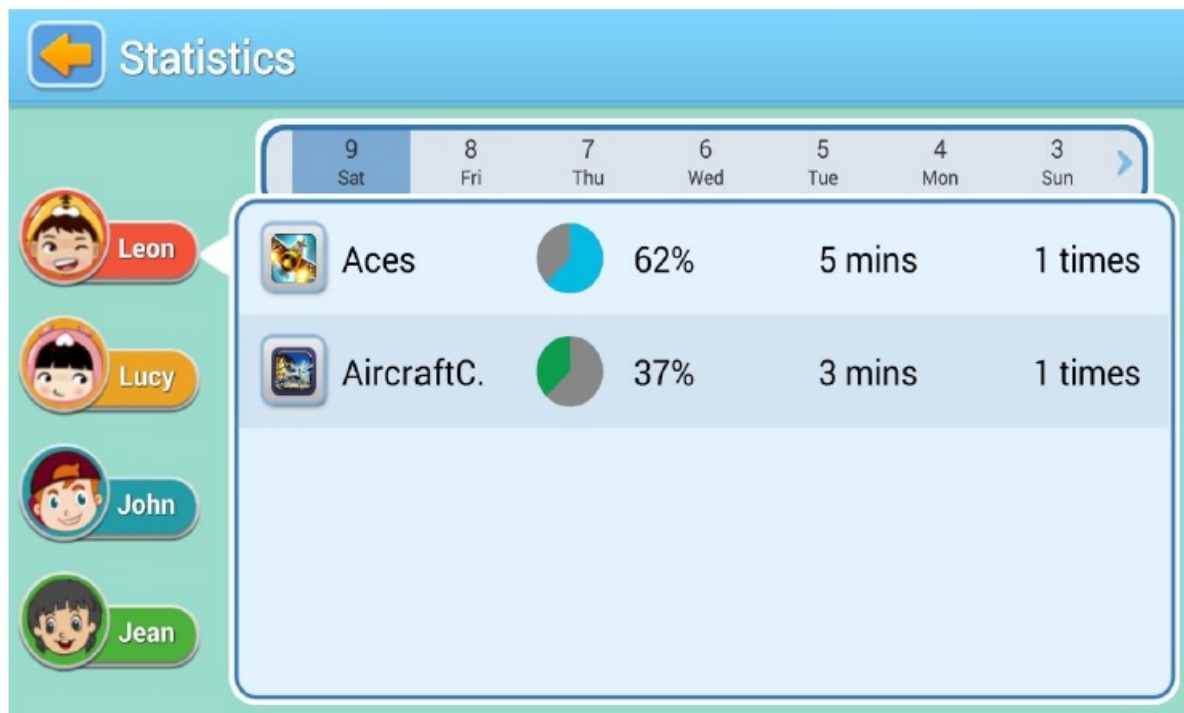 Statistics
9 8 7 6 5 4 3
Sat Fri Thu Wed Tue Mon Sun
Leon
Aces 62% 5 mins 1 times
Lucy
AircraftC. 37% 3 mins 1 times
John
Jean